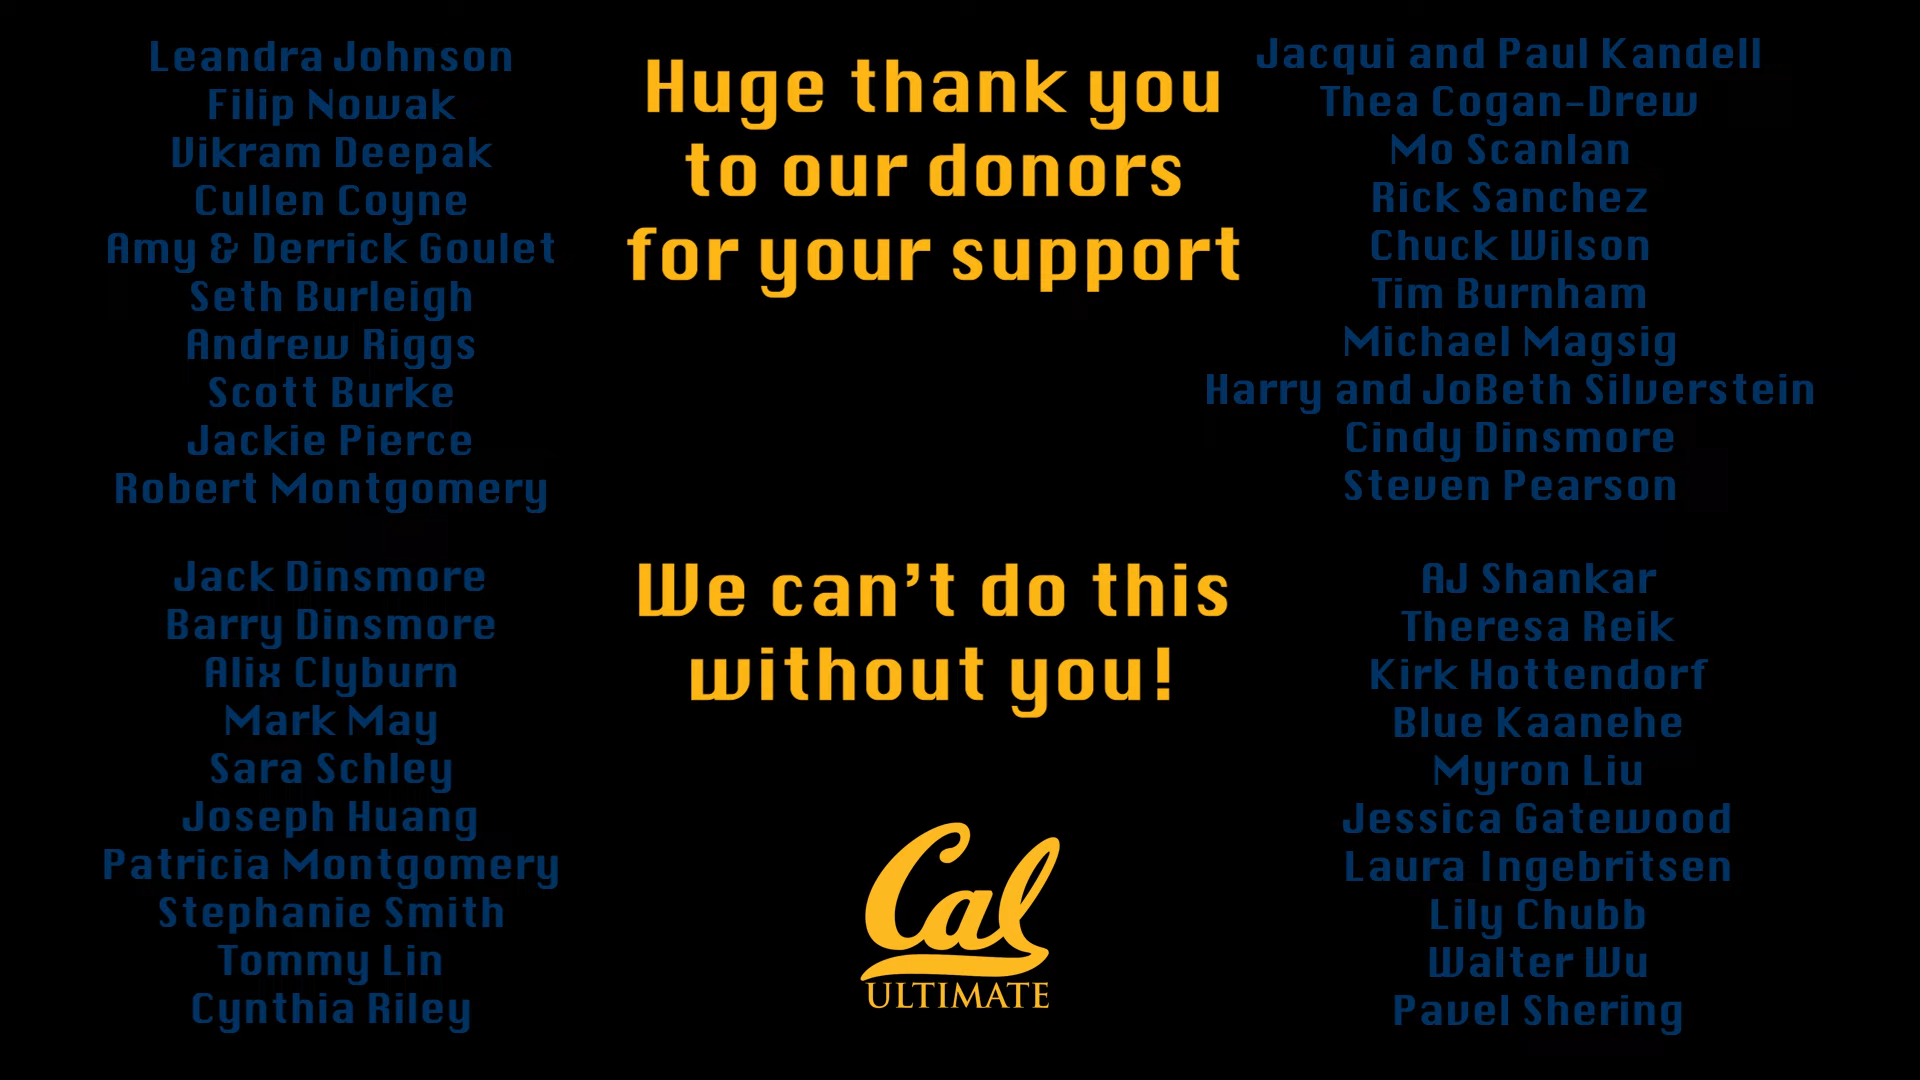 Leandra Johnson
Filip Nowak
Vikram Deepak
Cullen Coyne
Amy & Derrick Goulet
Seth Burleigh
Andrew Riggs
Scott Burke
Jackie Pierce
Robert Montgomery
Jack Dinsmore
Barry Dinsmore
Alix Clyburn
Mark May
Sara Schley
Joseph Huang
Patricia Montgomery
Stephanie Smith
Tommy Lin
Cynthia Riley
Huge thank you
to our donors
for your support
We can’t do this
without you!
Cal
ULTIMATE
Jacqui and Paul Kandell
Thea Cogan-Drew
Mo Scanlan
Rick Sanchez
Chuck Wilson
Tim Burnham
Michael Magsig
Harry and JoBeth Silverstein
Cindy Dinsmore
Steven Pearson
AJ Shankar
Theresa Reik
Kirk Hottendorf
Blue Kaanehe
Myron Liu
Jessica Gatewood
Laura Ingebritsen
Lily Chubb
Walter Wu
Pavel Shering